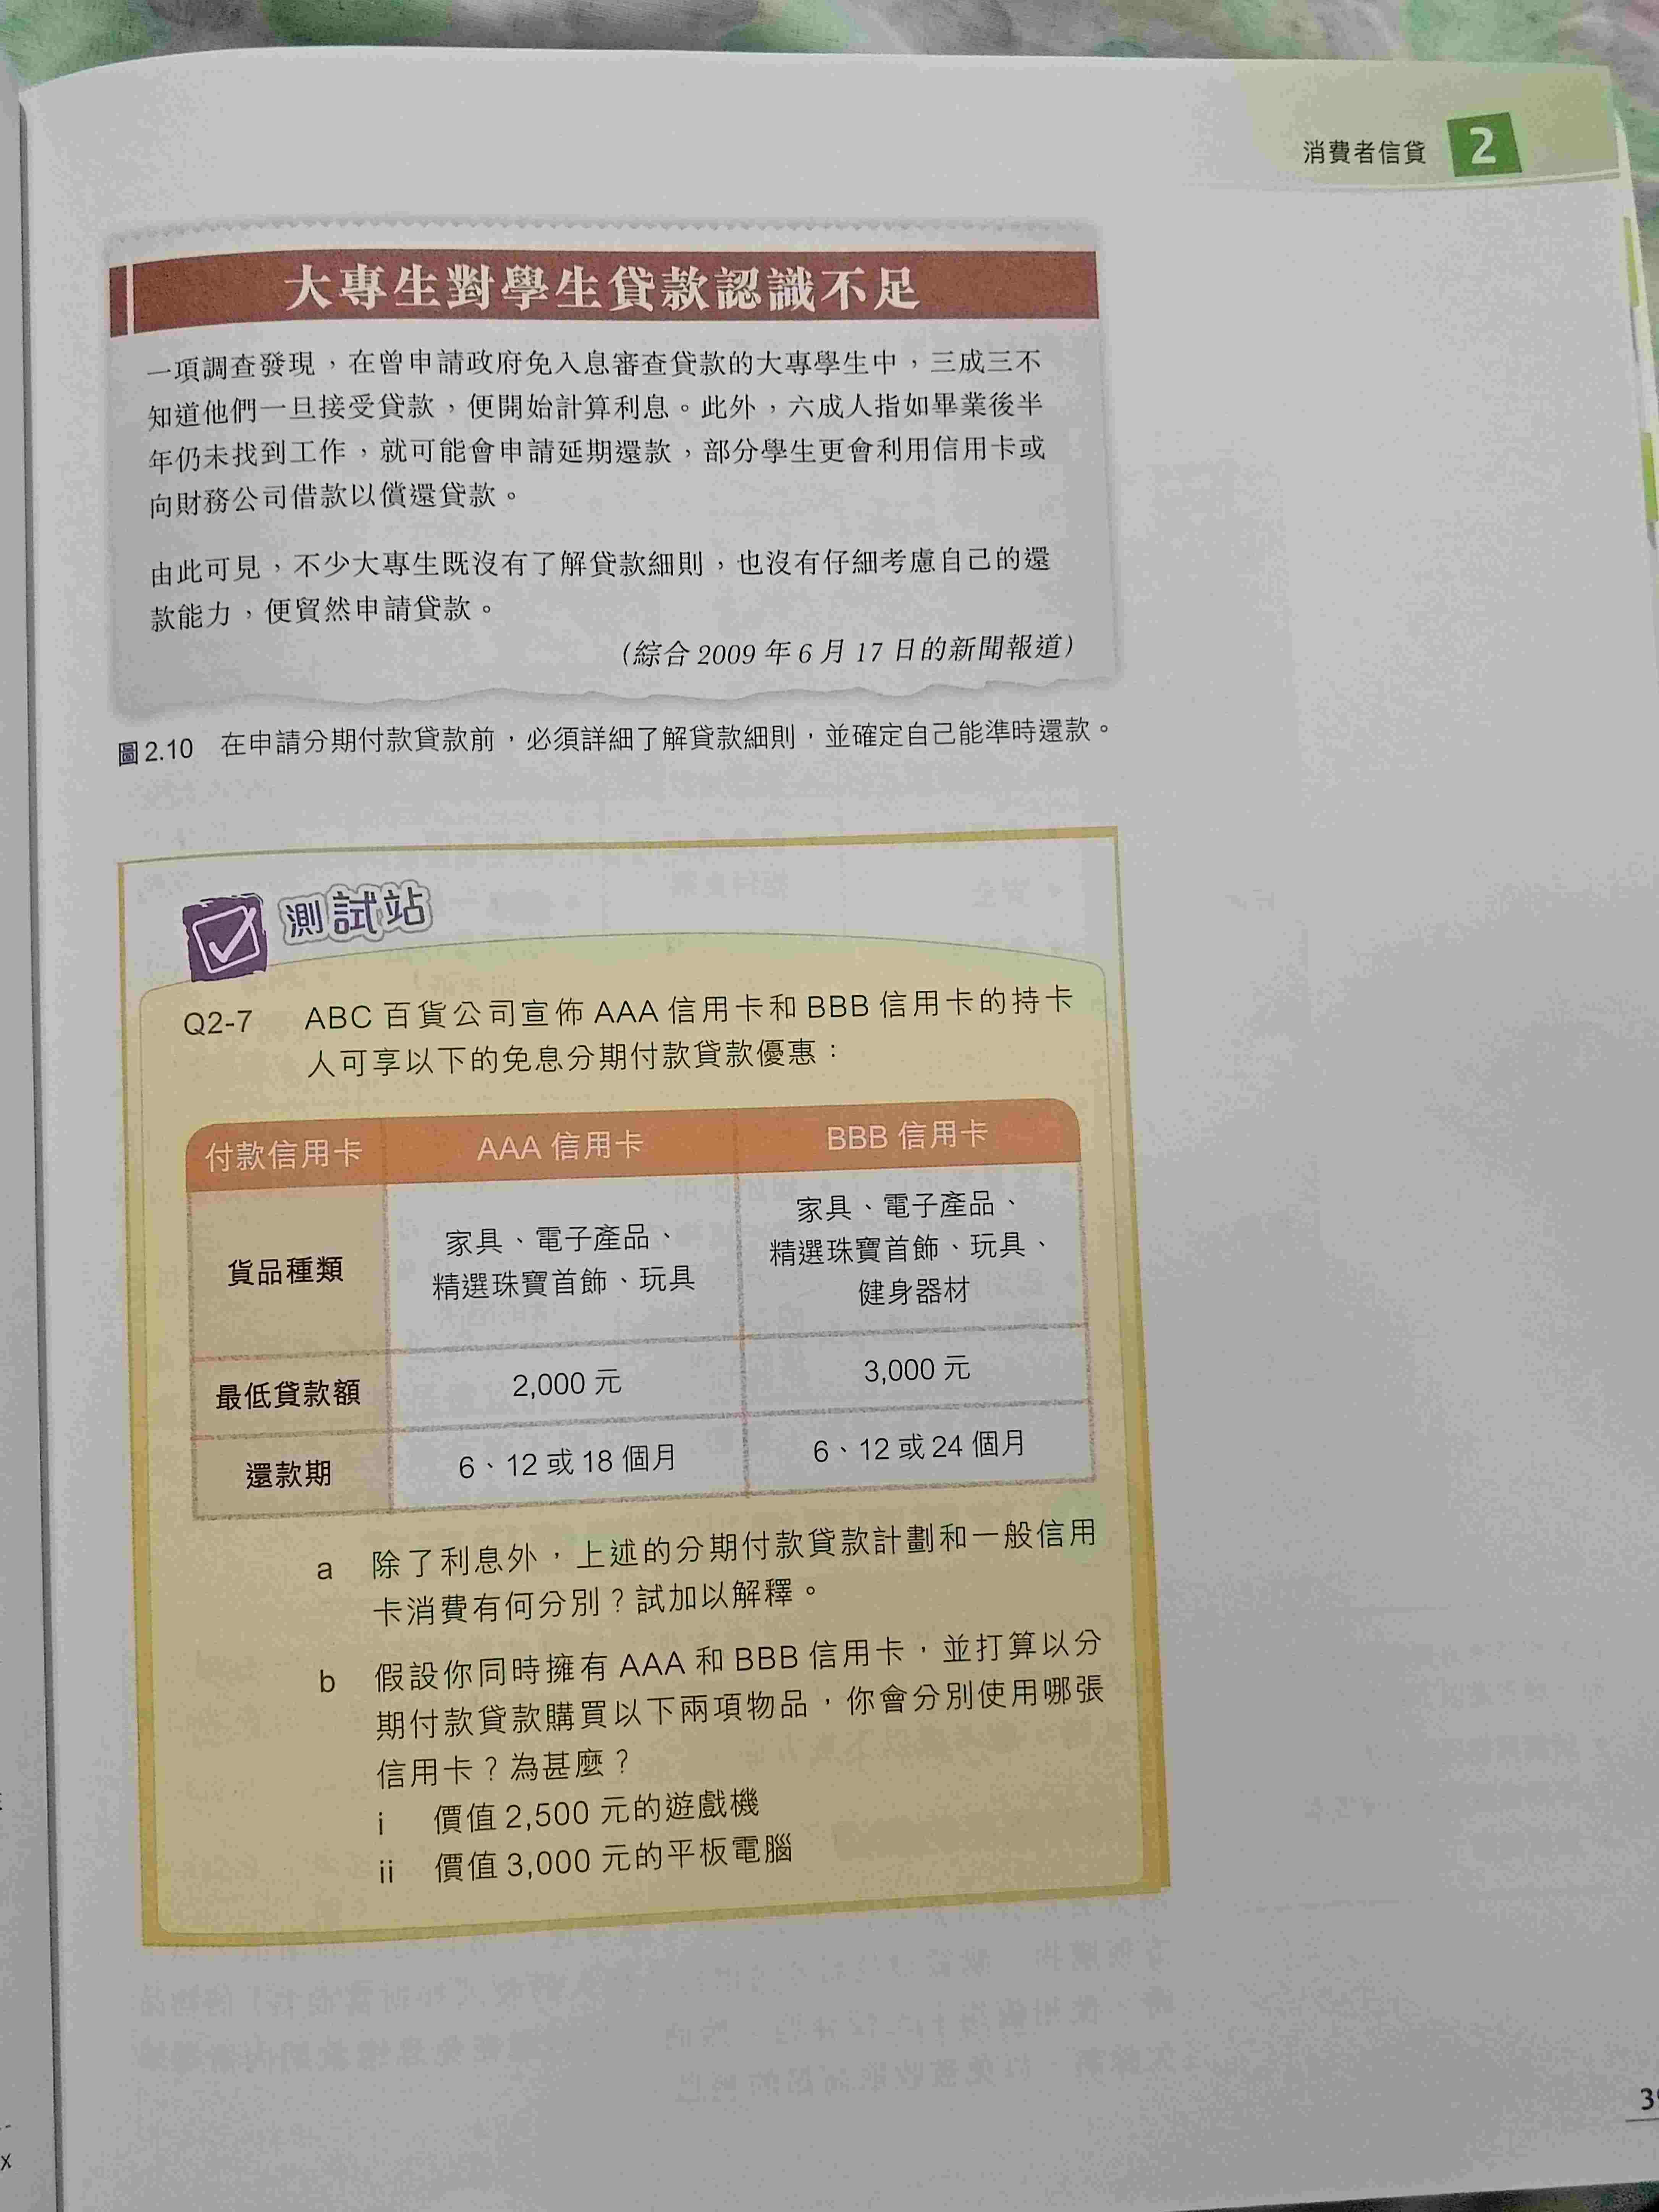 消費者信貸 2
大專生對學生貸款認識不足
一項調查發現，在曾申請政府免入息審查貸款的大專學生中，三成三不
知道他們一旦接受貸款，便開始計算利息。此外，六成人指如畢業後半
年仍未找到工作，就可能會申請延期還款，部分學生更會利用信用卡或
向財務公司借款以償還貸款。
由此可見，不少大專生既沒有了解貸款細則，也沒有仔細考慮自己的還
款能力，便貿然申請貸款。
（綜合 2009 年 6 月 17 日的新聞報道）
圖 2.10 在申請分期付款貸款前，必須詳細了解貸款細則，並確定自己能準時還款。
測試站
Q2-7 ABC 百貨公司宣佈 AAA 信用卡和 BBB 信用卡的持卡
人可享以下的免息分期付款貸款優惠：
付款信用卡 AAA 信用卡 BBB 信用卡
貨品種類
家具、電子產品、
精選珠寶首飾、玩具
家具、電子產品、
精選珠寶首飾、玩具、
健身器材
最低貸款額 2,000 元 3,000 元
還款期 6、12 或 18 個月 6、12 或 24 個月
a 除了利息外，上述的分期付款貸款計劃和一般信用
卡消費有何分別？試加以解釋。
b 假設你同時擁有 AAA 和 BBB 信用卡，並打算以分
期付款貸款購買以下兩項物品，你會分別使用哪張
信用卡？為甚麼？
i 價值 2,500 元的遊戲機
ii 價值 3,000 元的平板電腦